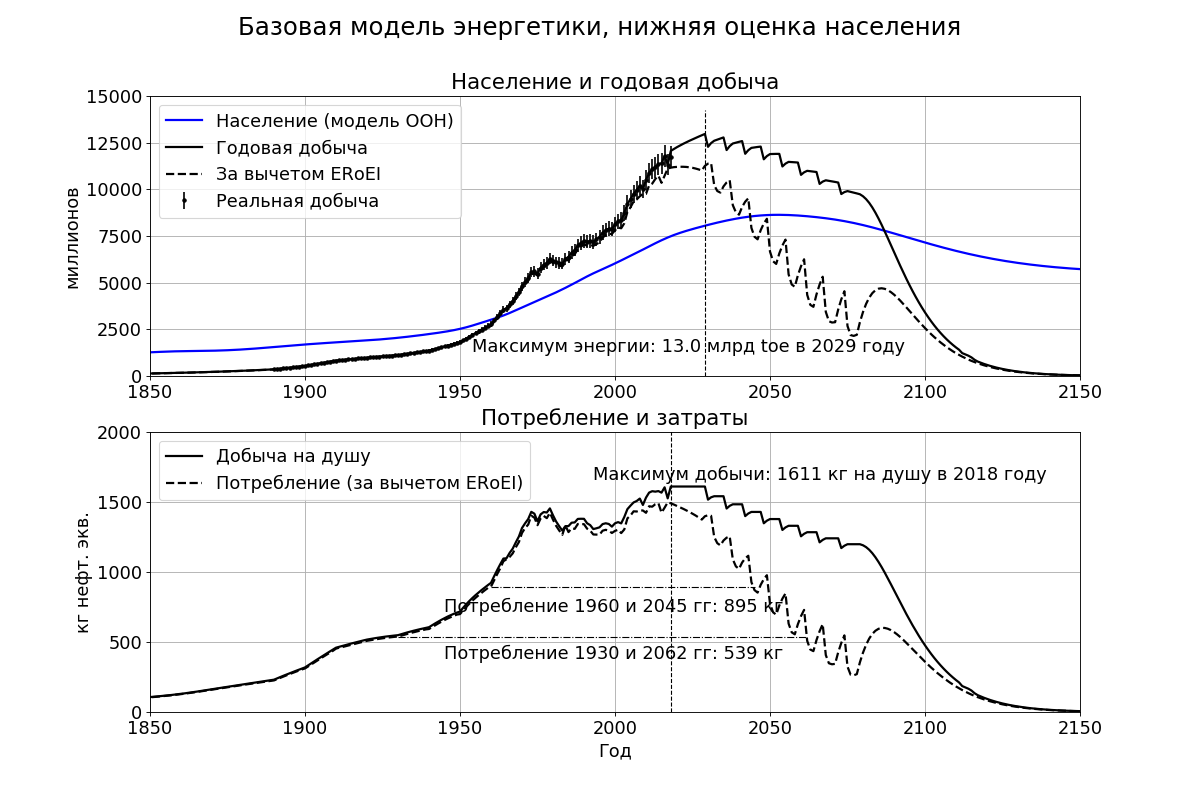 Базовая модель энергетики, нижняя оценка населения
Население и годовая добыча
миллионов
15000
12500
10000
7500
5000
2500
0
Население (модель ООН)
Годовая добыча
За вычетом ERoEI
Реальная добыча
Максимум энергии: 13.0 млрд toe в 2029 году
1850 1900 1950 2000 2050 2100 2150
Потребление и затраты
кг нефт. экв.
2000
1500
1000
500
0
Добыча на душу
Потребление (за вычетом ERoEI)
Максимум добычи: 1611 кг на душу в 2018 году
Потребление 1960 и 2045 гг: 895 кг
Потребление 1930 и 2062 гг: 539 кг
1850 1900 1950 2000 2050 2100 2150
Год